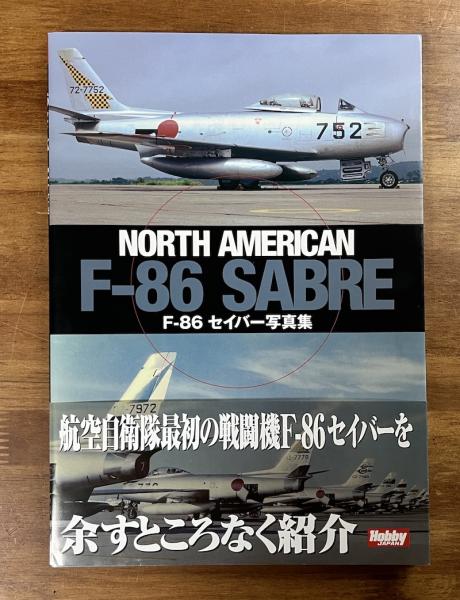 72-7752
752
NORTH AMERICAN
F-86 SABRE
F-86 セイバー写真集
7972
航空自衛隊最初の戦闘機F-86セイバーを
余すところなく紹介
Hobby
JAPAN